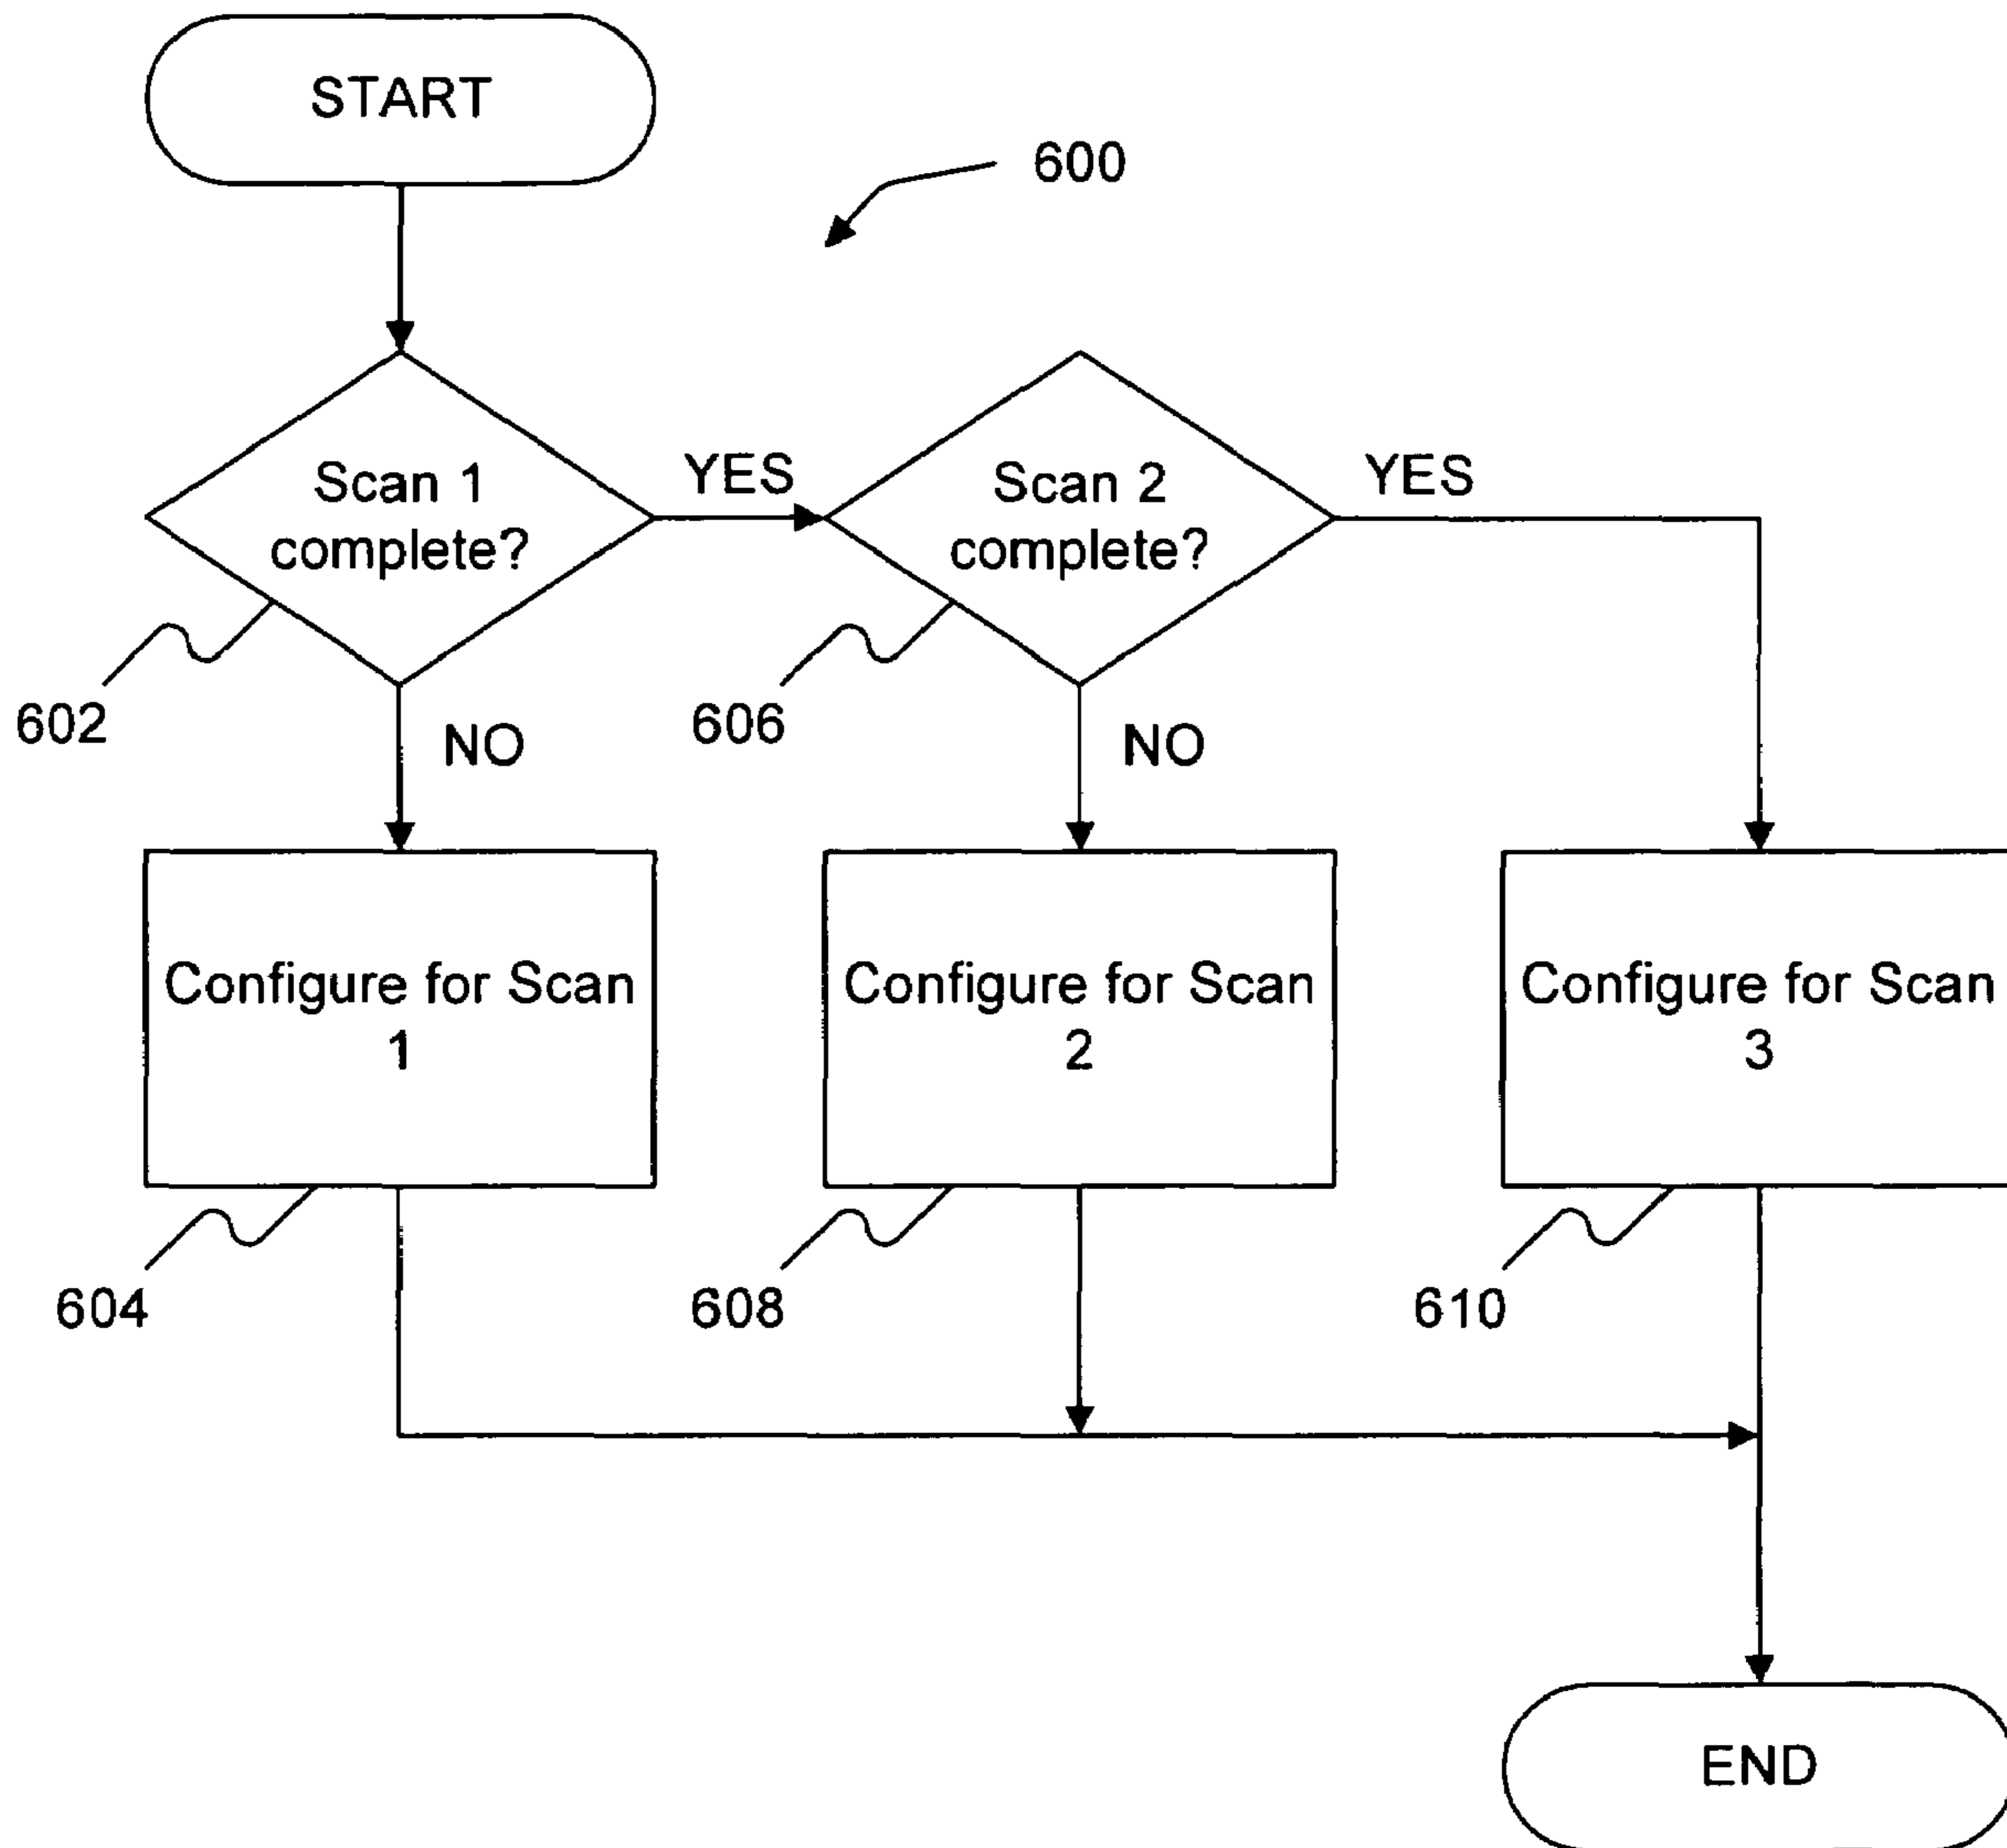 START
600
Scan 1
complete?
YES
Scan 2
complete?
YES
602
NO
606
NO
Configure for Scan
1
Configure for Scan
2
Configure for Scan
3
604
608
610
END